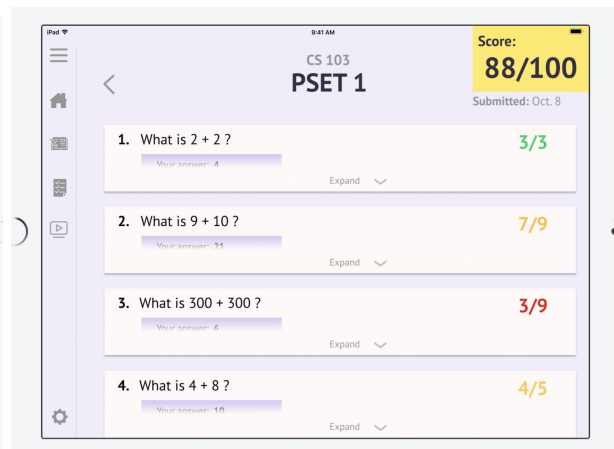 iPad
9:41 AM
Score:
88/100
CS 103
PSET 1
Submitted: Oct. 8
1. What is 2 + 2 ?
3/3
Your answer: 4
Expand
2. What is 9 + 10 ?
7/9
Your answer: 21
Expand
3. What is 300 + 300 ?
3/9
Your answer: 6
Expand
4. What is 4 + 8 ?
4/5
Your answer: 10
Expand